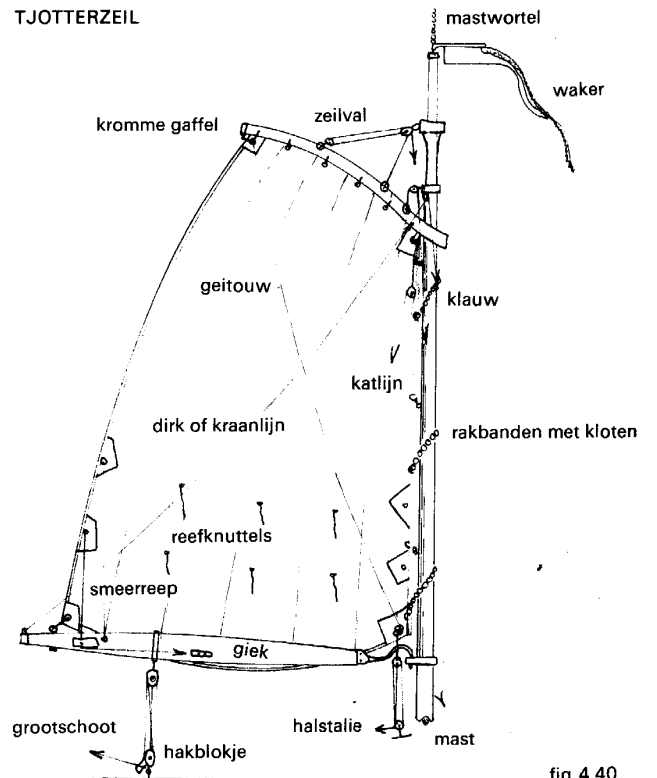 TJOTTERZEIL
mastwortel
waker
zeilval
kromme gaffel
geitouw
klauw
katlijn
dirk of kraanlijn
rakbanden met kloten
reefknuttels
smeerreep
giek
grootschoot
halstalie
hakblokje
mast
fig 4.40